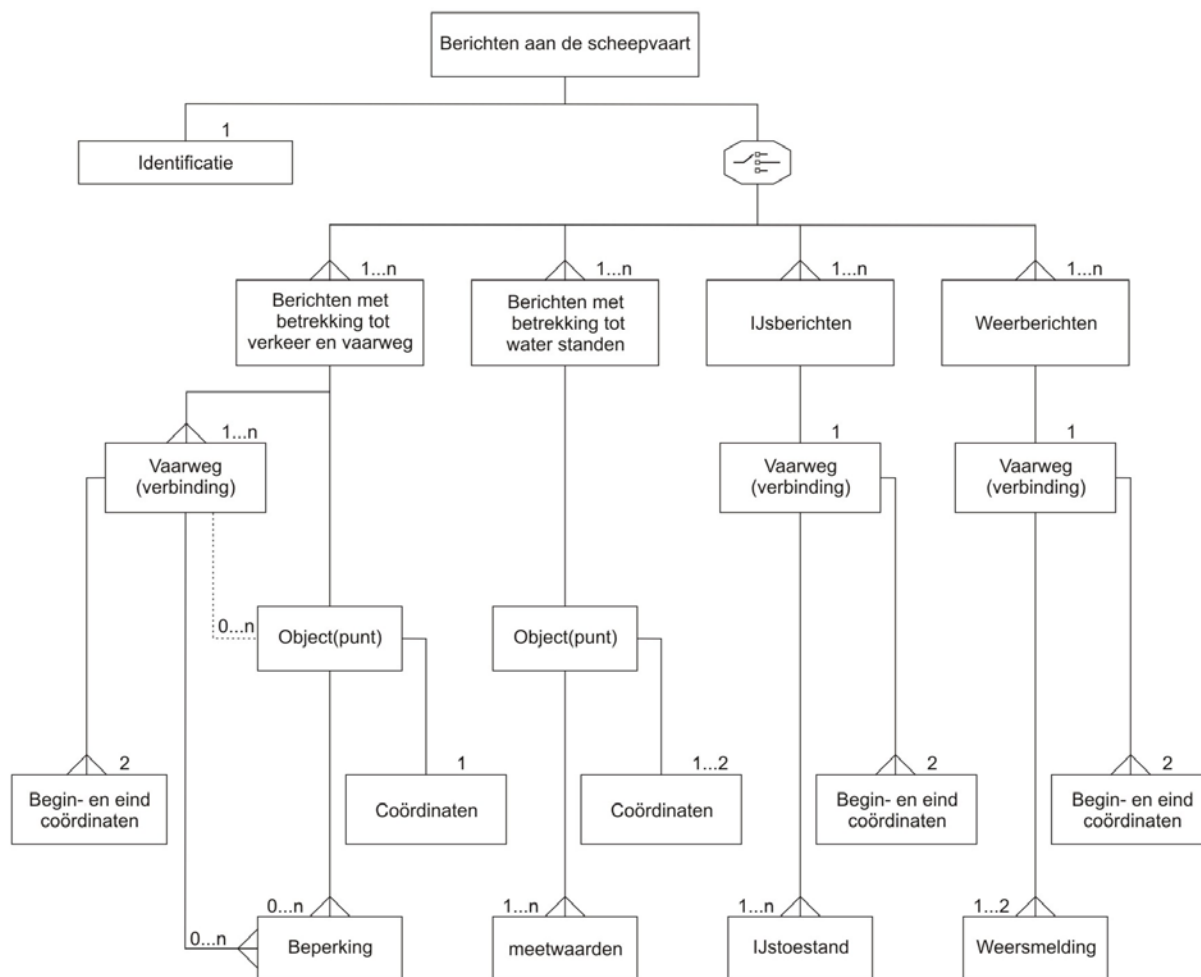 Berichten aan de scheepvaart
1
Identificatie
1...n
1...n
1...n
1...n
Berichten met
betrekking tot
verkeer en vaarweg
Berichten met
betrekking tot
water standen
IJsberichten
Weerberichten
1...n
1
1
Vaarweg
(verbinding)
Vaarweg
(verbinding)
Vaarweg
(verbinding)
0...n
Object(punt)
Object(punt)
2
1
1...2
2
2
Begin- en eind
coördinaten
Coördinaten
Coördinaten
Begin- en eind
coördinaten
Begin- en eind
coördinaten
0...n
0...n
1...n
1...n
1...2
Beperking
meetwaarden
IJstoestand
Weersmelding